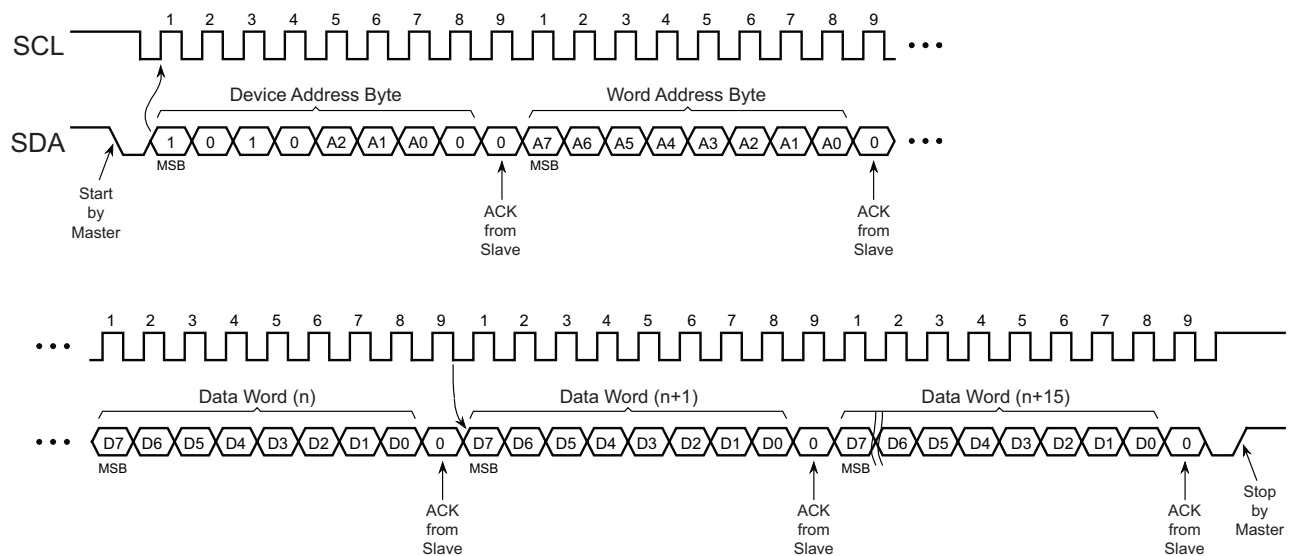 1 2 3 4 5 6 7 8 9 1 2 3 4 5 6 7 8 9
SCL
Device Address Byte Word Address Byte
SDA 1 0 1 0 A2 A1 A0 0 0 A7 A6 A5 A4 A3 A2 A1 A0 0
MSB MSB
Start
by
Master
ACK
from
Slave
ACK
from
Slave
1 2 3 4 5 6 7 8 9 1 2 3 4 5 6 7 8 9 1 2 3 4 5 6 7 8 9
Data Word (n) Data Word (n+1) Data Word (n+15)
D7 D6 D5 D4 D3 D2 D1 D0 0 D7 D6 D5 D4 D3 D2 D1 D0 0 D7 D6 D5 D4 D3 D2 D1 D0 0
MSB MSB MSB
ACK
from
Slave
ACK
from
Slave
ACK
from
Slave
Stop
by
Master